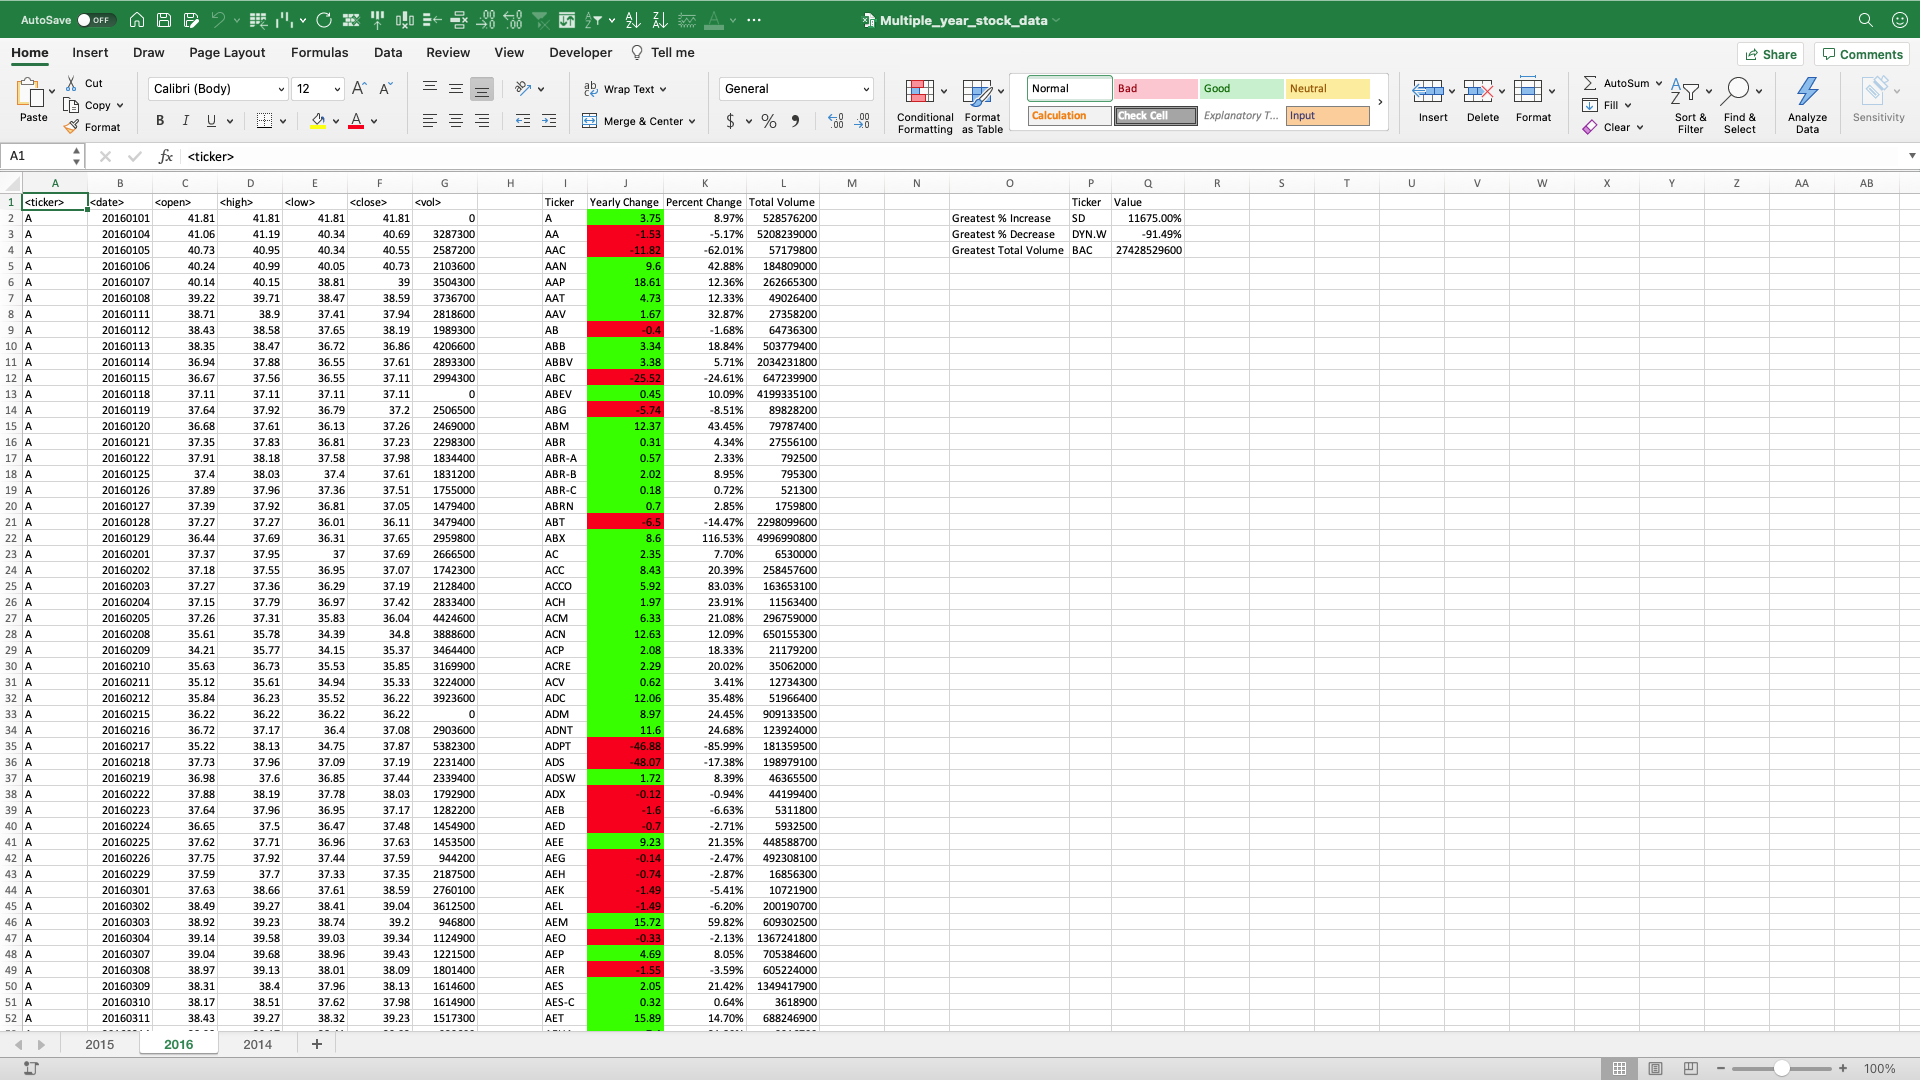 AutoSave OFF Multiple_year_stock_data
Home Insert Draw Page Layout Formulas Data Review View Developer Tell me Share Comments
Paste Cut Copy Format
Calibri (Body) 12 A A
B I U A
Wrap Text
Merge & Center
General
$ % 9
Conditional Formatting
Format as Table
Normal Bad Good Neutral
Calculation Check Cell Explanatory T... Input
Insert Delete Format
AutoSum
Fill
Clear
Sort & Filter
Find & Select
Analyze Data
Sensitivity
A1 fx <ticker>
A B C D E F G H I J K L M N O P Q R S T U V W X Y Z AA AB
1 <ticker> <date> <open> <high> <low> <close> <vol> Ticker Yearly Change Percent Change Total Volume Ticker Value
2 A 20160101 41.81 41.81 41.81 41.81 0 A 3.75 8.97% 528576200 Greatest % Increase SD 11675.00%
3 A 20160104 41.06 41.19 40.34 40.69 3287300 AA -1.53 -5.17% 5208239000 Greatest % Decrease DYN.W -91.49%
4 A 20160105 40.73 40.95 40.34 40.55 2587200 AAC -11.82 -62.01% 57179800 Greatest Total Volume BAC 27428529600
5 A 20160106 40.24 40.99 40.05 40.73 2103600 AAN 9.6 42.88% 184809000
6 A 20160107 40.14 40.15 38.81 39 3504300 AAP 18.61 12.36% 262665300
7 A 20160108 39.22 39.71 38.47 38.59 3736700 AAT 4.73 12.33% 49026400
8 A 20160111 38.71 38.9 37.41 37.94 2818600 AAV 1.67 32.87% 27358200
9 A 20160112 38.43 38.58 37.65 38.19 1989300 AB -0.4 -1.68% 64736300
10 A 20160113 38.35 38.47 36.72 36.86 4206600 ABB 3.34 18.84% 503779400
11 A 20160114 36.94 37.88 36.55 37.61 2893300 ABBV 3.38 5.71% 2034231800
12 A 20160115 36.67 37.56 36.55 37.11 2994300 ABC -25.52 -24.61% 647239900
13 A 20160118 37.11 37.11 37.11 37.11 0 ABEV 0.45 10.09% 4199335100
14 A 20160119 37.64 37.92 36.79 37.2 2506500 ABG -5.74 -8.51% 89828200
15 A 20160120 36.68 37.61 36.13 37.26 2469000 ABM 12.37 43.45% 79787400
16 A 20160121 37.35 37.83 36.81 37.23 2298300 ABR 0.31 4.34% 27556100
17 A 20160122 37.91 38.18 37.58 37.98 1834400 ABR-A 0.57 2.33% 792500
18 A 20160125 37.4 38.03 37.4 37.61 1831200 ABR-B 2.02 8.95% 795300
19 A 20160126 37.89 37.96 37.36 37.51 1755000 ABR-C 0.18 0.72% 521300
20 A 20160127 37.39 37.92 36.81 37.05 1479400 ABRN 0.7 2.85% 1759800
21 A 20160128 37.27 37.27 36.01 36.11 3479400 ABT -6.5 -14.47% 2298099600
22 A 20160129 36.44 37.69 36.31 37.65 2959800 ABX 8.6 116.53% 4996990800
23 A 20160201 37.37 37.95 37 37.69 2666500 AC 2.35 7.70% 6530000
24 A 20160202 37.18 37.55 36.95 37.07 1742300 ACC 8.43 20.39% 258457600
25 A 20160203 37.27 37.36 36.29 37.19 2128400 ACCO 5.92 83.03% 163653100
26 A 20160204 37.15 37.79 36.97 37.42 2833400 ACH 1.97 23.91% 11563400
27 A 20160205 37.26 37.31 35.83 36.04 4424600 ACM 6.33 21.08% 296759000
28 A 20160208 35.61 35.78 34.39 34.8 3888600 ACN 12.63 12.09% 650155300
29 A 20160209 34.21 35.77 34.15 35.37 3464400 ACP 2.08 18.33% 21179200
30 A 20160210 35.63 36.73 35.53 35.85 3169900 ACRE 2.29 20.02% 35062000
31 A 20160211 35.12 35.61 34.94 35.33 3224000 ACV 0.62 3.41% 12734300
32 A 20160212 35.84 36.23 35.52 36.22 3923600 ADC 12.06 35.48% 51966400
33 A 20160215 36.22 36.22 36.22 36.22 0 ADM 8.97 24.45% 909133500
34 A 20160216 36.72 37.17 36.4 37.08 2903600 ADNT 11.6 24.68% 123924000
35 A 20160217 35.22 38.13 34.75 37.87 5382300 ADPT -46.88 -85.99% 181359500
36 A 20160218 37.73 37.96 37.09 37.19 2231400 ADS -48.07 -17.38% 198979100
37 A 20160219 36.98 37.6 36.85 37.44 2339400 ADSW 1.72 8.39% 46365500
38 A 20160222 37.88 38.19 37.78 38.03 1792900 ADX -0.12 -0.94% 44199400
39 A 20160223 37.64 37.96 36.95 37.17 1282200 AEB -1.6 -6.63% 5311800
40 A 20160224 36.65 37.5 36.47 37.48 1454900 AED -0.7 -2.71% 5932500
41 A 20160225 37.62 37.71 36.96 37.63 1453500 AEE 9.23 21.35% 448588700
42 A 20160226 37.75 37.92 37.44 37.59 944200 AEG -0.14 -2.47% 492308100
43 A 20160229 37.59 37.7 37.33 37.35 2187500 AEH -0.74 -2.87% 16856300
44 A 20160301 37.63 38.66 37.61 38.59 2760100 AEK -1.49 -5.41% 10721900
45 A 20160302 38.49 39.27 38.41 39.04 3612500 AEL -1.49 -6.20% 200190700
46 A 20160303 38.92 39.23 38.74 39.2 946800 AEM 15.72 59.82% 609302500
47 A 20160304 39.14 39.58 39.03 39.34 1124900 AEO -0.33 -2.13% 1367241800
48 A 20160307 39.04 39.68 38.96 39.43 1221500 AEP 4.69 8.05% 705384600
49 A 20160308 38.97 39.13 38.01 38.09 1801400 AER -1.55 -3.59% 605224000
50 A 20160309 38.31 38.4 37.96 38.13 1614600 AES 2.05 21.42% 1349417900
51 A 20160310 38.17 38.51 37.62 37.98 1614900 AES-C 0.32 0.64% 3618900
52 A 20160311 38.43 39.27 38.32 39.23 1517300 AET 15.89 14.70% 688246900
2015 2016 2014 +
100%